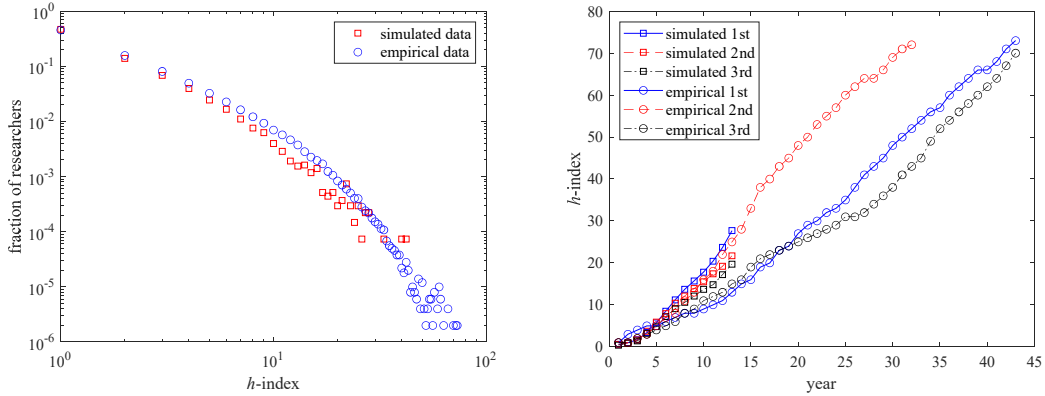 simulated data
empirical data
fraction of researchers
10^0
10^-1
10^-2
10^-3
10^-4
10^-5
10^-6
10^0 10^1 10^2
h-index
simulated 1st
simulated 2nd
simulated 3rd
empirical 1st
empirical 2nd
empirical 3rd
h-index
80
70
60
50
40
30
20
10
0
0 5 10 15 20 25 30 35 40 45
year